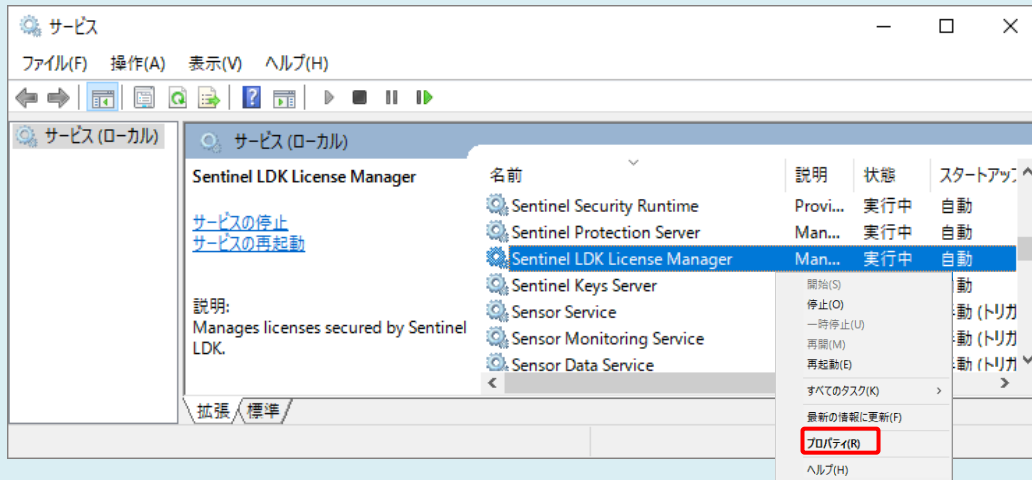 サービス
ファイル(F) 操作(A) 表示(V) ヘルプ(H)
サービス (ローカル)
サービス (ローカル)
Sentinel LDK License Manager
サービスの停止
サービスの再起動
説明:
Manages licenses secured by Sentinel
LDK.
名前 説明 状態 スタートアップ
Sentinel Security Runtime Provi... 実行中 自動
Sentinel Protection Server Man... 実行中 自動
Sentinel LDK License Manager Man... 実行中 自動
Sentinel Keys Server 動
Sensor Service 動 (トリガ
Sensor Monitoring Service 動 (トリガ
Sensor Data Service 動 (トリガ
開始(S)
停止(O)
一時停止(U)
再開(M)
再起動(E)
すべてのタスク(K)
最新の情報に更新(F)
プロパティ(R)
ヘルプ(H)
拡張 標準